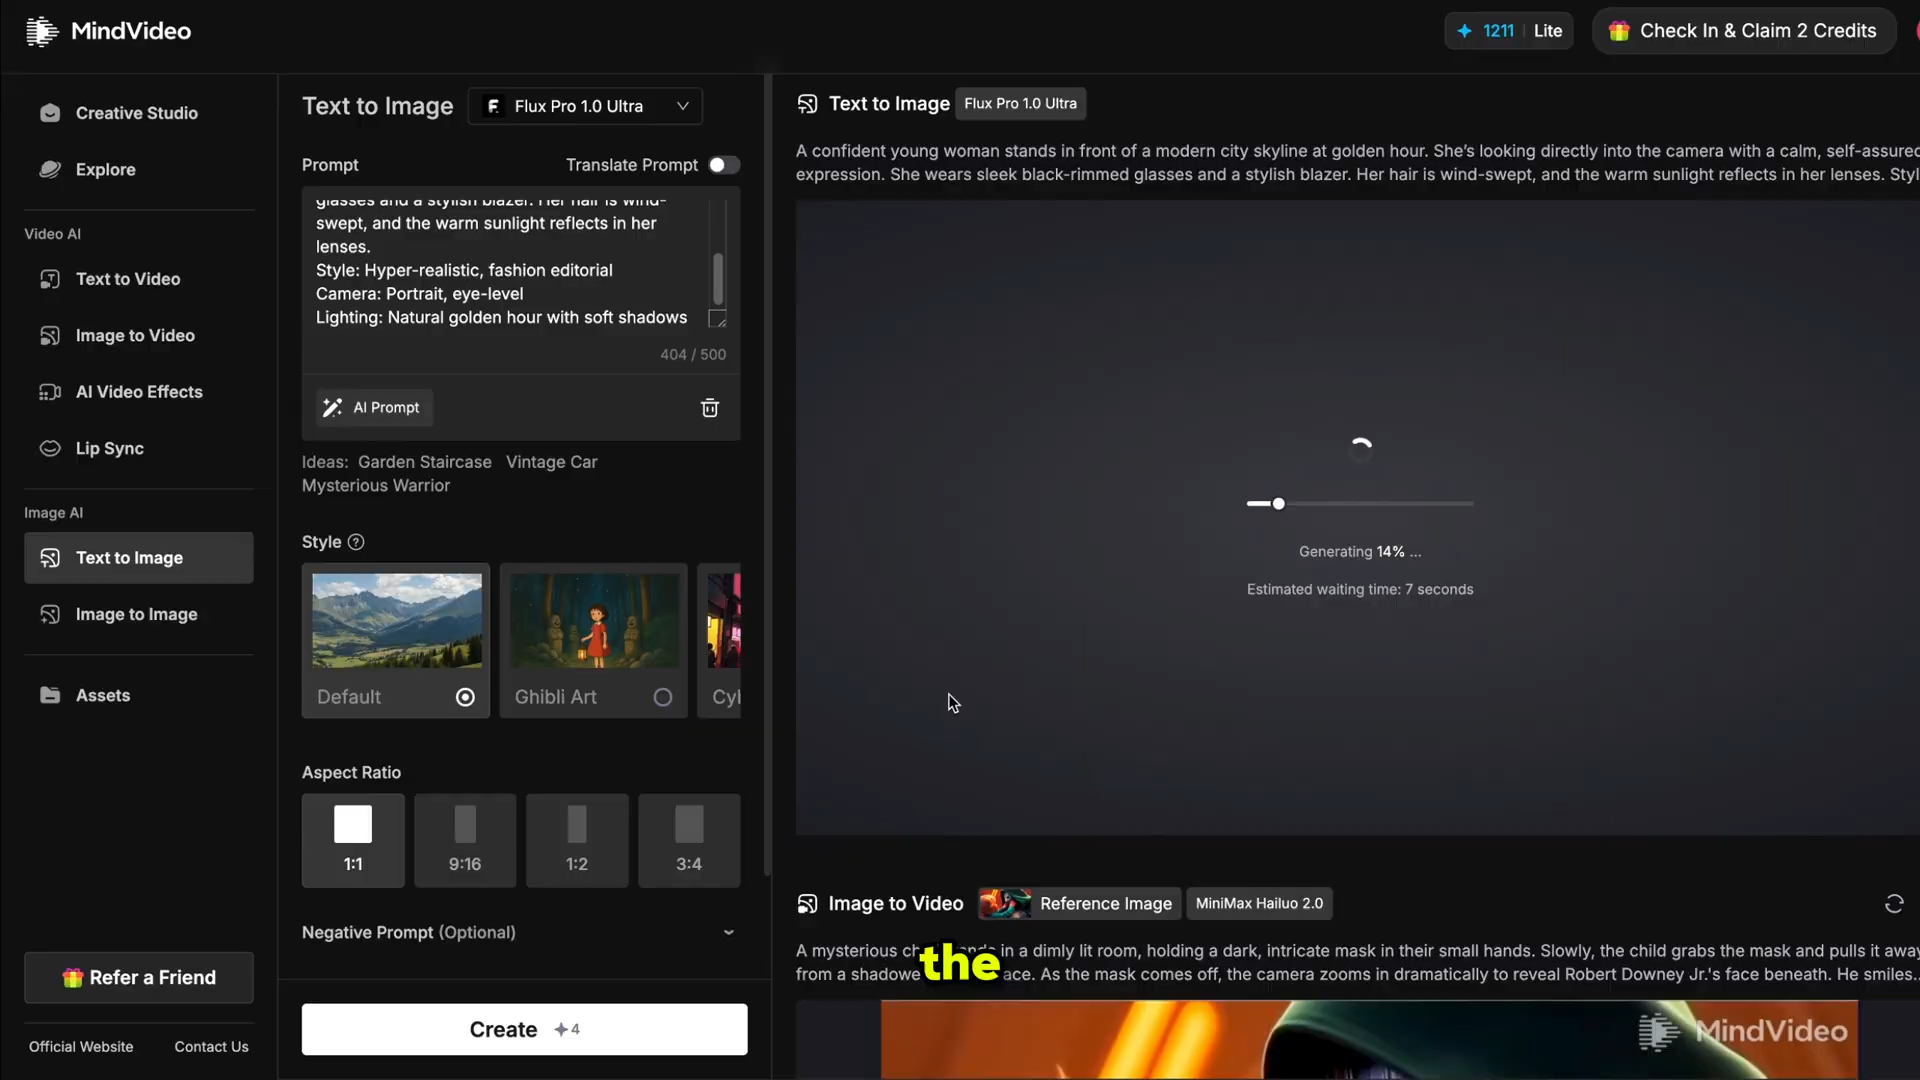 MindVideo
1211 Lite
Check In & Claim 2 Credits
Creative Studio
Explore
Video AI
Text to Video
Image to Video
AI Video Effects
Lip Sync
Image AI
Text to Image
Image to Image
Assets
Refer a Friend
Official Website Contact Us
Text to Image
Flux Pro 1.0 Ultra
Prompt
Translate Prompt
glasses and a stylish blazer. Her hair is wind-
swept, and the warm sunlight reflects in her
lenses.
Style: Hyper-realistic, fashion editorial
Camera: Portrait, eye-level
Lighting: Natural golden hour with soft shadows
404 / 500
AI Prompt
Ideas: Garden Staircase Vintage Car
Mysterious Warrior
Style
Default
Ghibli Art
Aspect Ratio
1:1
9:16
1:2
3:4
Negative Prompt (Optional)
Create 4
Text to Image Flux Pro 1.0 Ultra
A confident young woman stands in front of a modern city skyline at golden hour. She's looking directly into the camera with a calm, self-assured
expression. She wears sleek black-rimmed glasses and a stylish blazer. Her hair is wind-swept, and the warm sunlight reflects in her lenses. Styl
Generating 14% ...
Estimated waiting time: 7 seconds
Image to Video Reference Image MiniMax Hailuo 2.0
A mysterious in a dimly lit room, holding a dark, intricate mask in their small hands. Slowly, the child grabs the mask and pulls it away
from a As the mask comes off, the camera zooms in dramatically to reveal Robert Downey Jr.'s face beneath. He smiles...
the
MindVideo